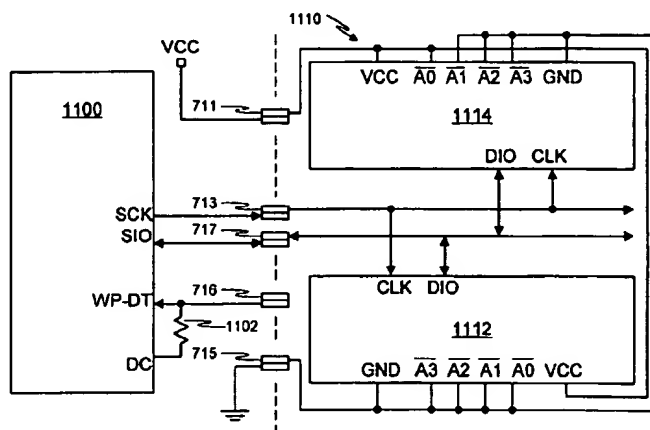 1110
VCC
1100
VCC A0 A1 A2 A3 GND
711
1114
DIO CLK
713
SCK
SIO
717
716
CLK DIO
WP-DT
1102
1112
DC
715
GND A3 A2 A1 A0 VCC